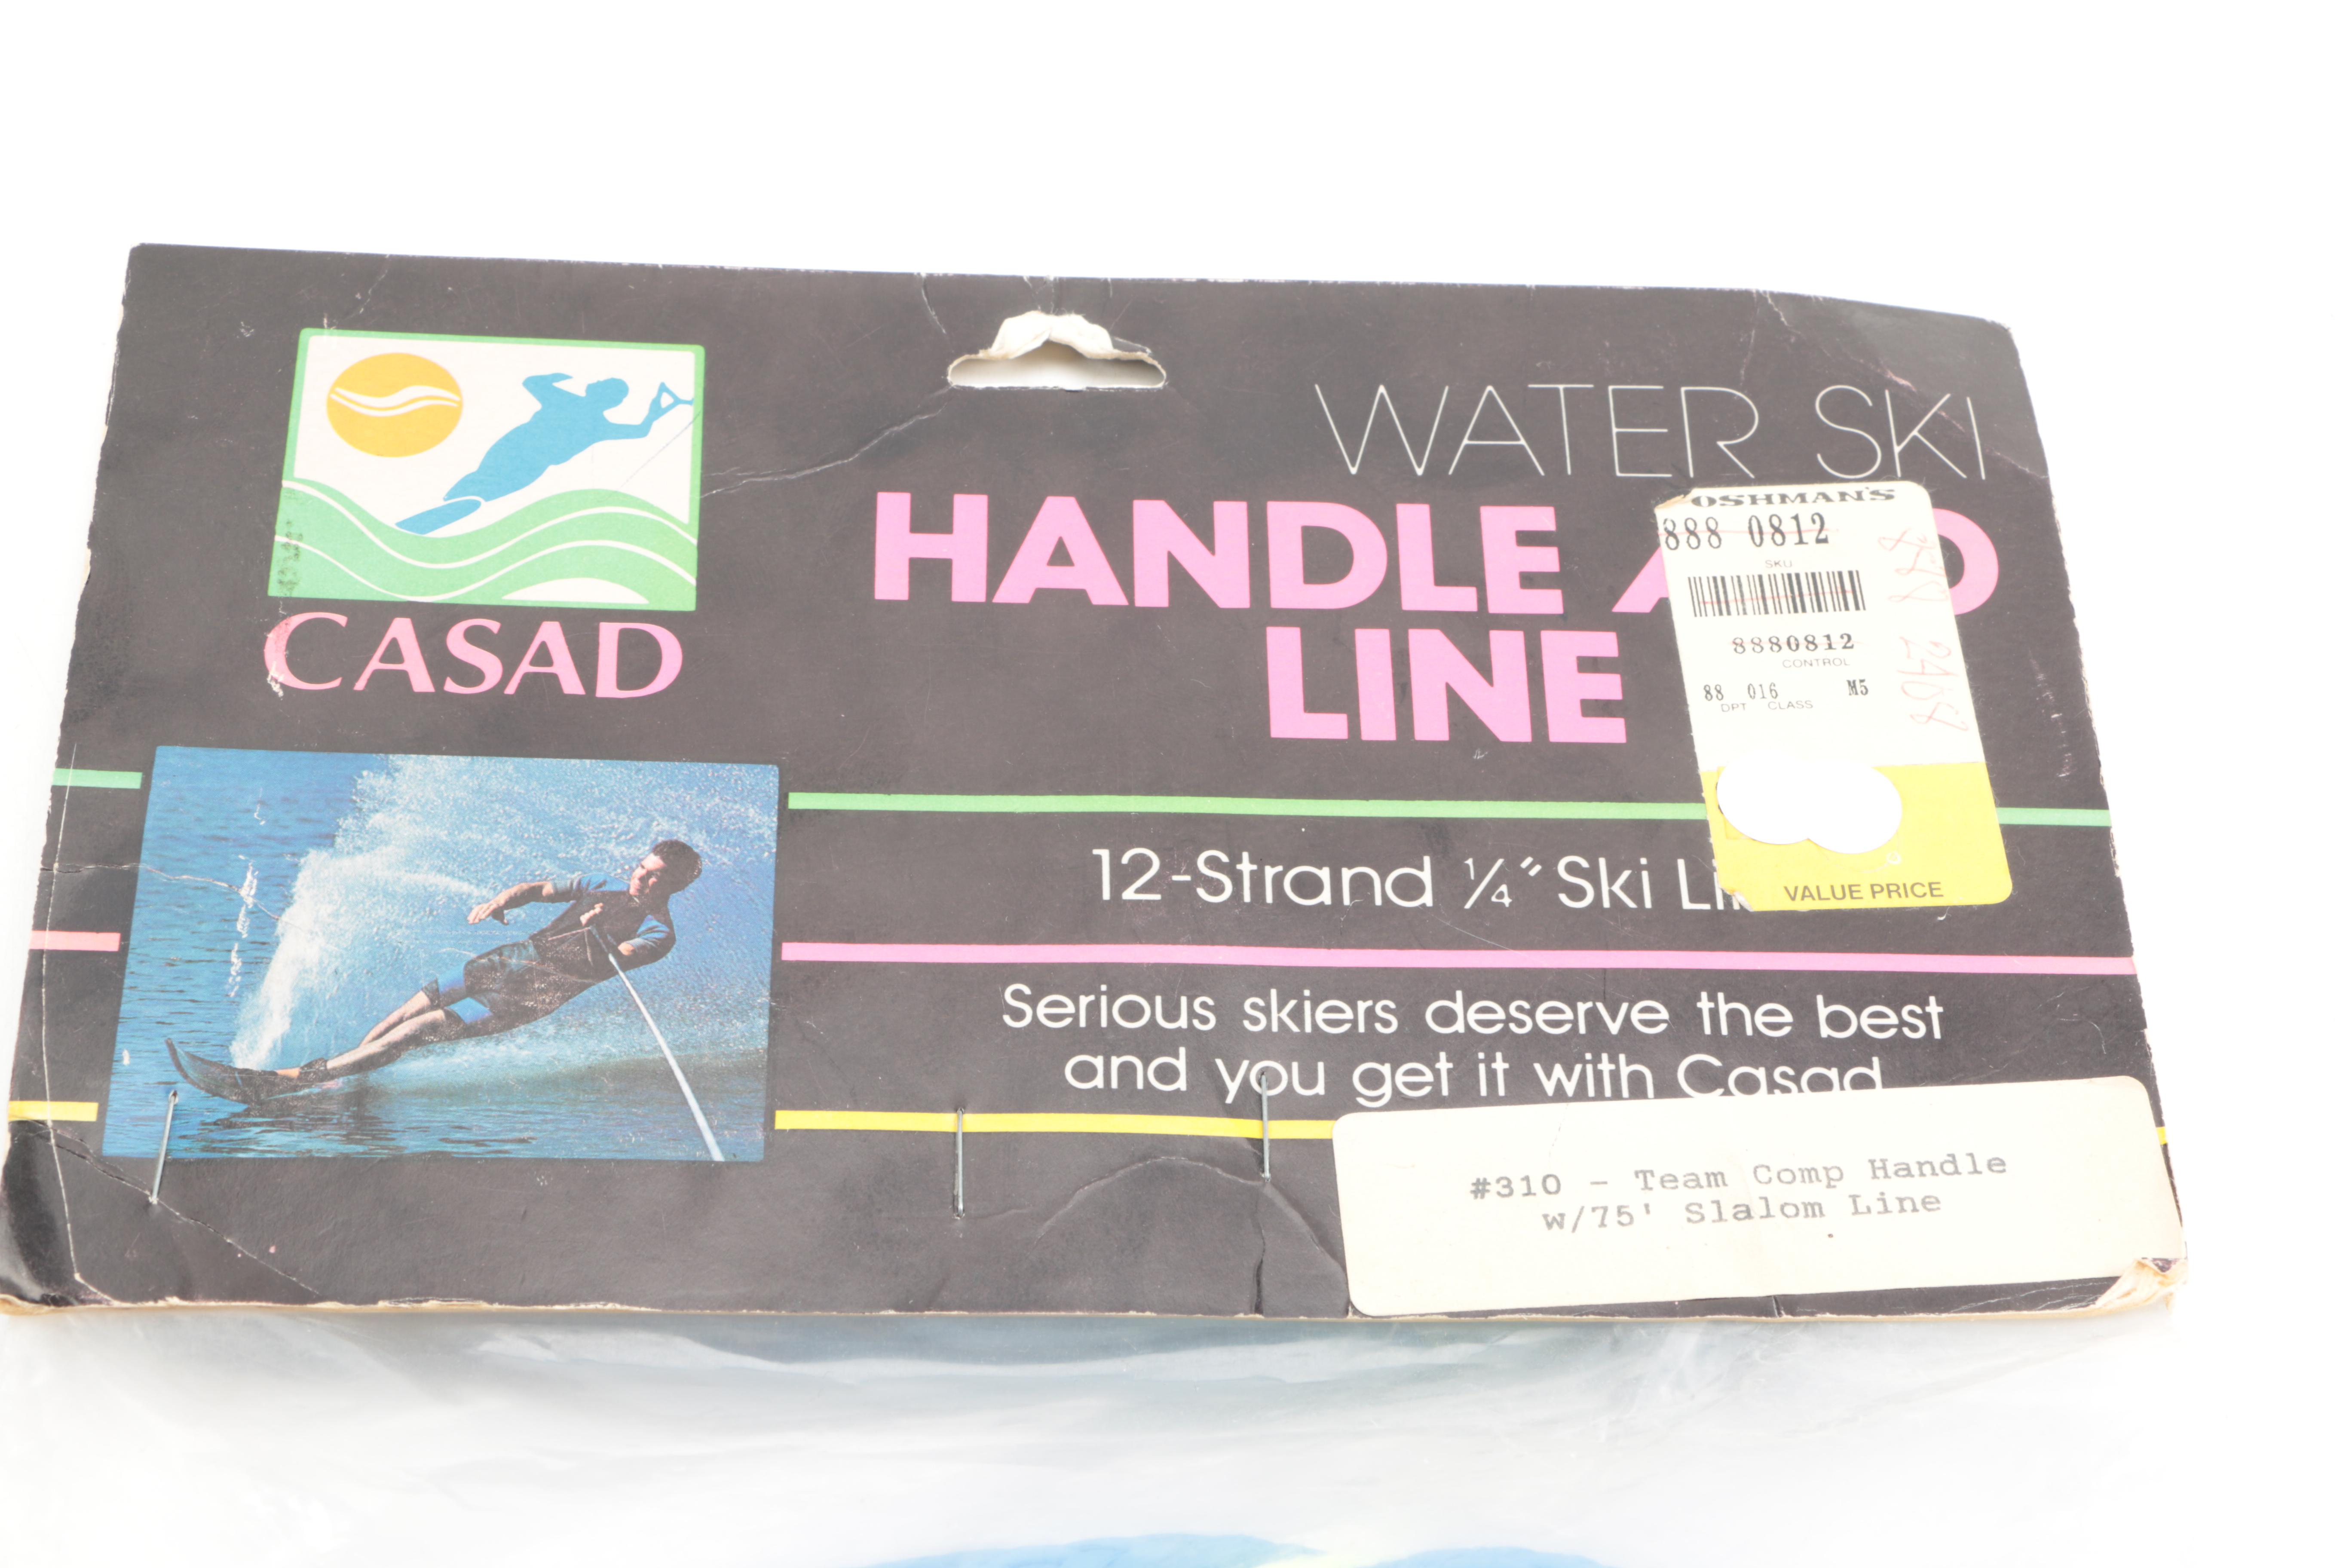 CASAD
WATER SKI
HANDLE
LINE
12-Strand ¼" Ski
Serious skiers deserve the best
and you get it with Casad
OSHMAN'S
888 0812
SKU
8880812
CONTROL
88 016 M5
DPT CLASS
VALUE PRICE
#310 - Team Comp Handle
w/75' Slalom Line